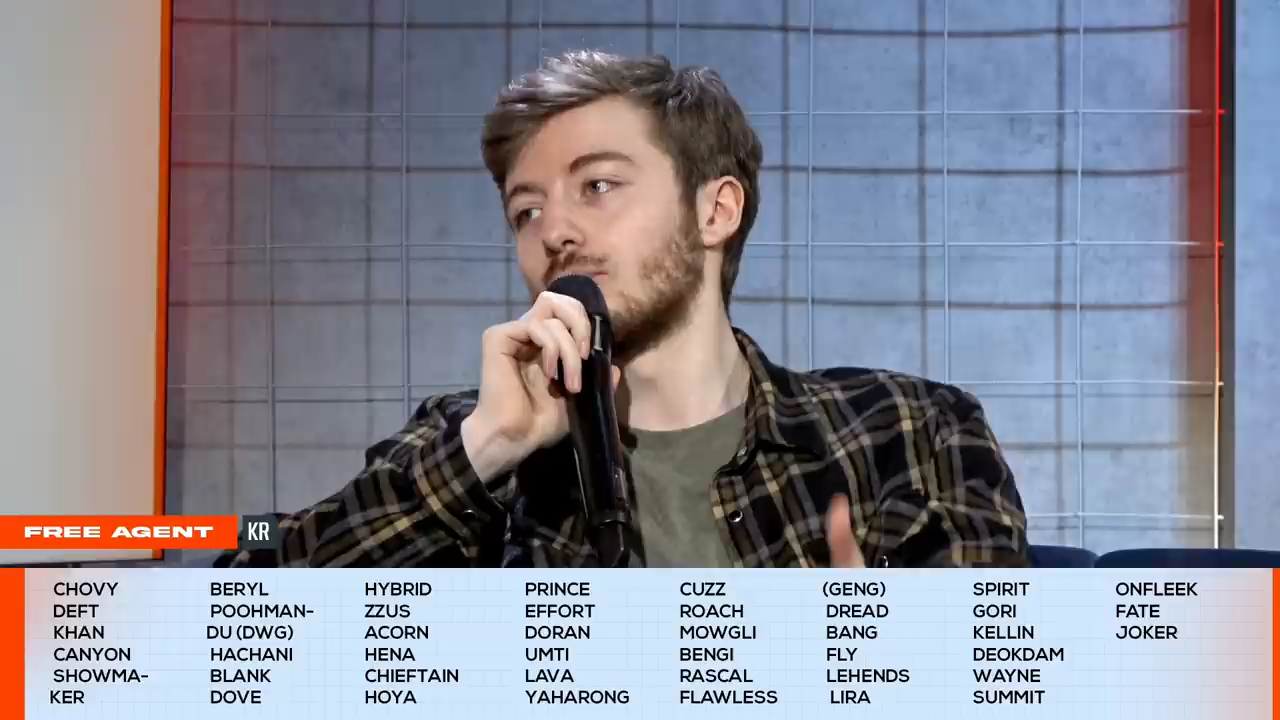 FREE AGENT KR
CHOVY
DEFT
KHAN
CANYON
SHOWMA-
KER
BERYL
POOHMAN-
DU (DWG)
HACHANI
BLANK
DOVE
HYBRID
ZZUS
ACORN
HENA
CHIEFTAIN
HOYA
PRINCE
EFFORT
DORAN
UMTI
LAVA
YAHARONG
CUZZ
ROACH
MOWGLI
BENGI
RASCAL
FLAWLESS
(GENG)
DREAD
BANG
FLY
LEHENDS
LIRA
SPIRIT
GORI
KELLIN
DEOKDAM
WAYNE
SUMMIT
ONFLEEK
FATE
JOKER